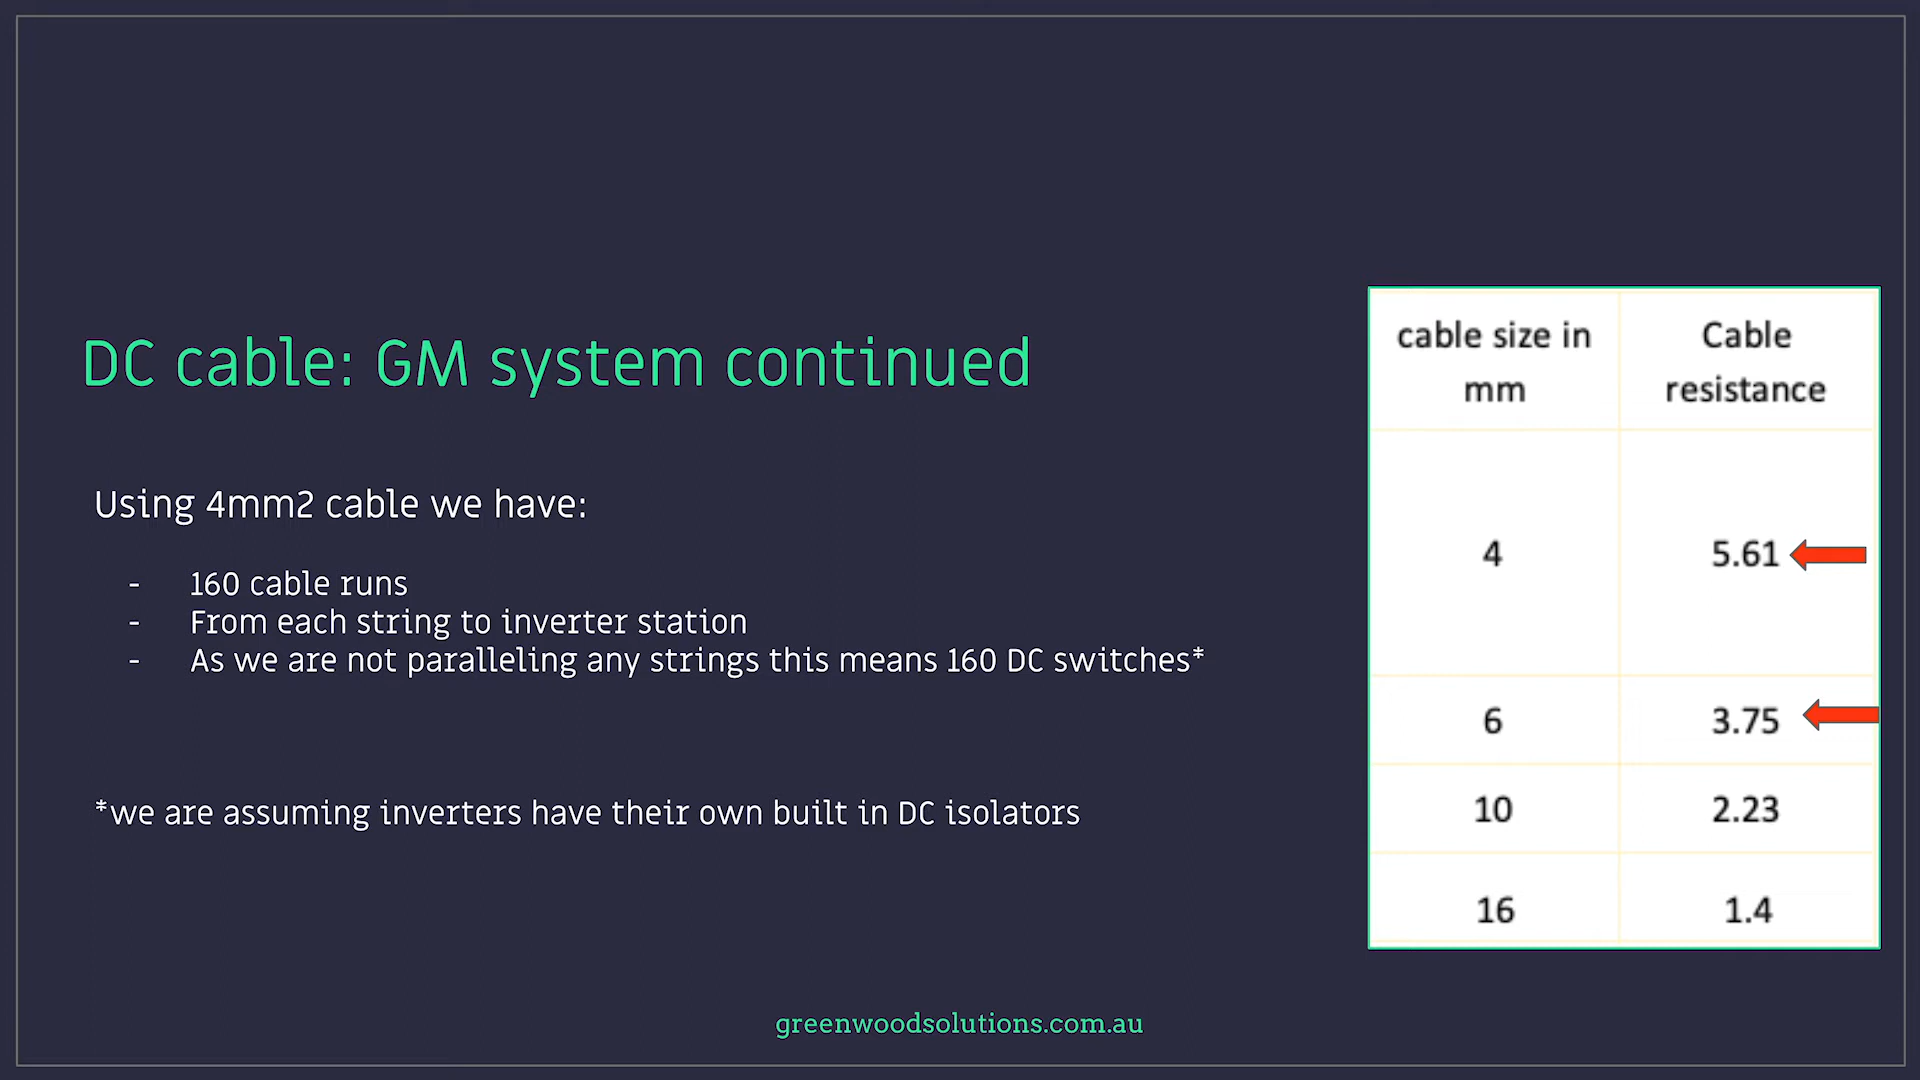 DC cable: GM system continued
Using 4mm2 cable we have:
- 160 cable runs
- From each string to inverter station
- As we are not paralleling any strings this means 160 DC switches*
*we are assuming inverters have their own built in DC isolators
cable size in mm Cable resistance
4 5.61
6 3.75
10 2.23
16 1.4
greenwoodsolutions.com.au